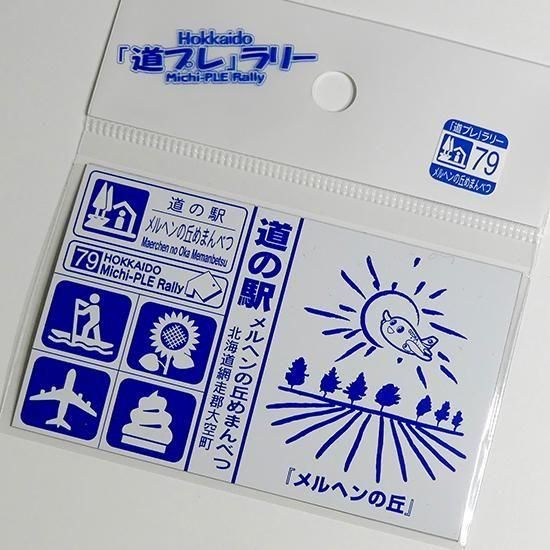 Hokkaido
「道プレ」ラリー
Michi-PLE Rally
「道プレ」ラリー
79
メルヘンの丘めまんべつ
道の駅
メルヘンの丘めまんべつ
Maerchen no Oka Memanbetsu
79 HOKKAIDO
Michi-PLE Rally
道の駅
メルヘンの丘めまんべつ
北海道網走郡大空町
『メルヘンの丘』